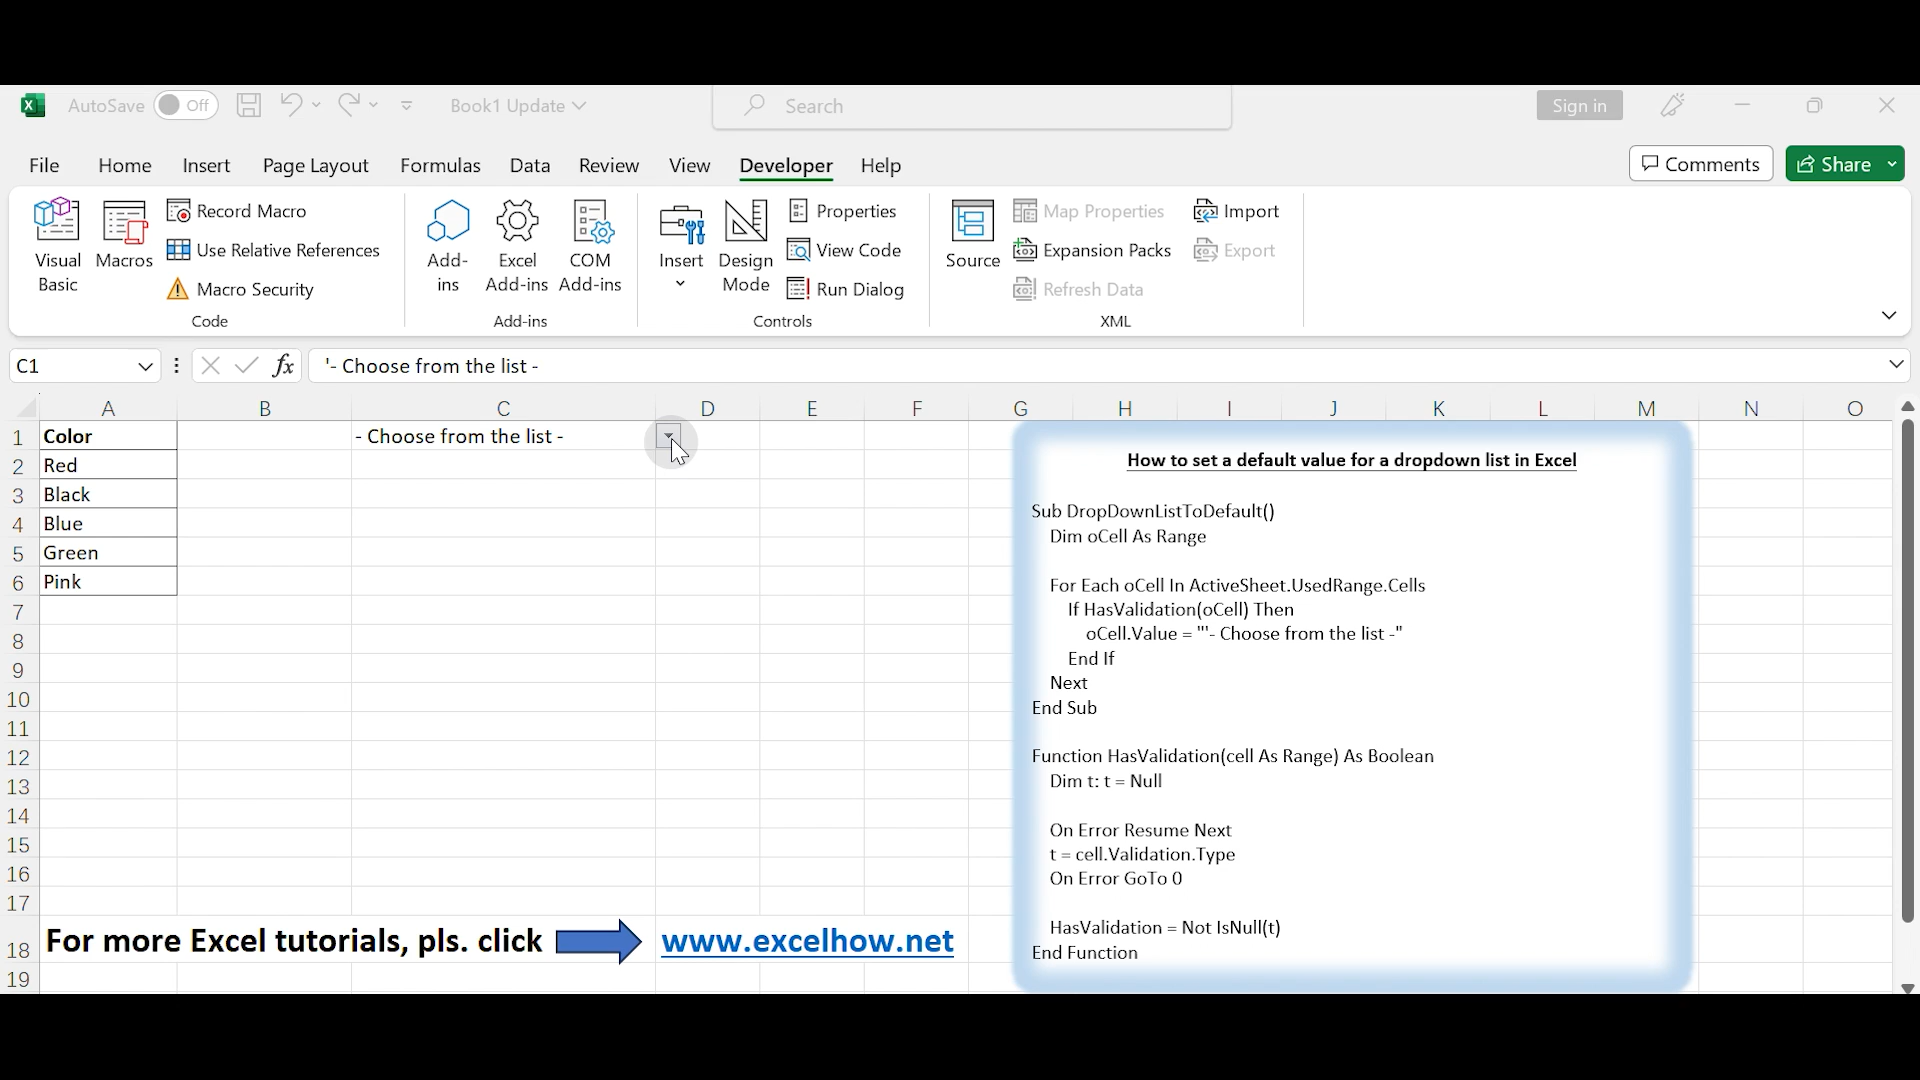 AutoSave Off Book1 Update Search Sign in
File Home Insert Page Layout Formulas Data Review View Developer Help Comments Share
Visual Basic
Macros
Record Macro
Use Relative References
Macro Security
Code
Add-ins
Excel Add-ins
COM Add-ins
Add-ins
Insert
Design Mode
Properties
View Code
Run Dialog
Controls
Source
Map Properties
Expansion Packs
Refresh Data
Import
Export
XML
C1 fx '- Choose from the list -
A B C D E F G H I J K L M N O
1 Color - Choose from the list -
2 Red
3 Black
4 Blue
5 Green
6 Pink
7
8
9
10
11
12
13
14
15
16
17
18 For more Excel tutorials, pls. click www.excelhow.net
19
How to set a default value for a dropdown list in Excel
Sub DropDownListToDefault()
Dim oCell As Range
For Each oCell In ActiveSheet.UsedRange.Cells
If HasValidation(oCell) Then
oCell.Value = "'- Choose from the list -"
End If
Next
End Sub
Function HasValidation(cell As Range) As Boolean
Dim t: t = Null
On Error Resume Next
t = cell.Validation.Type
On Error GoTo 0
HasValidation = Not IsNull(t)
End Function